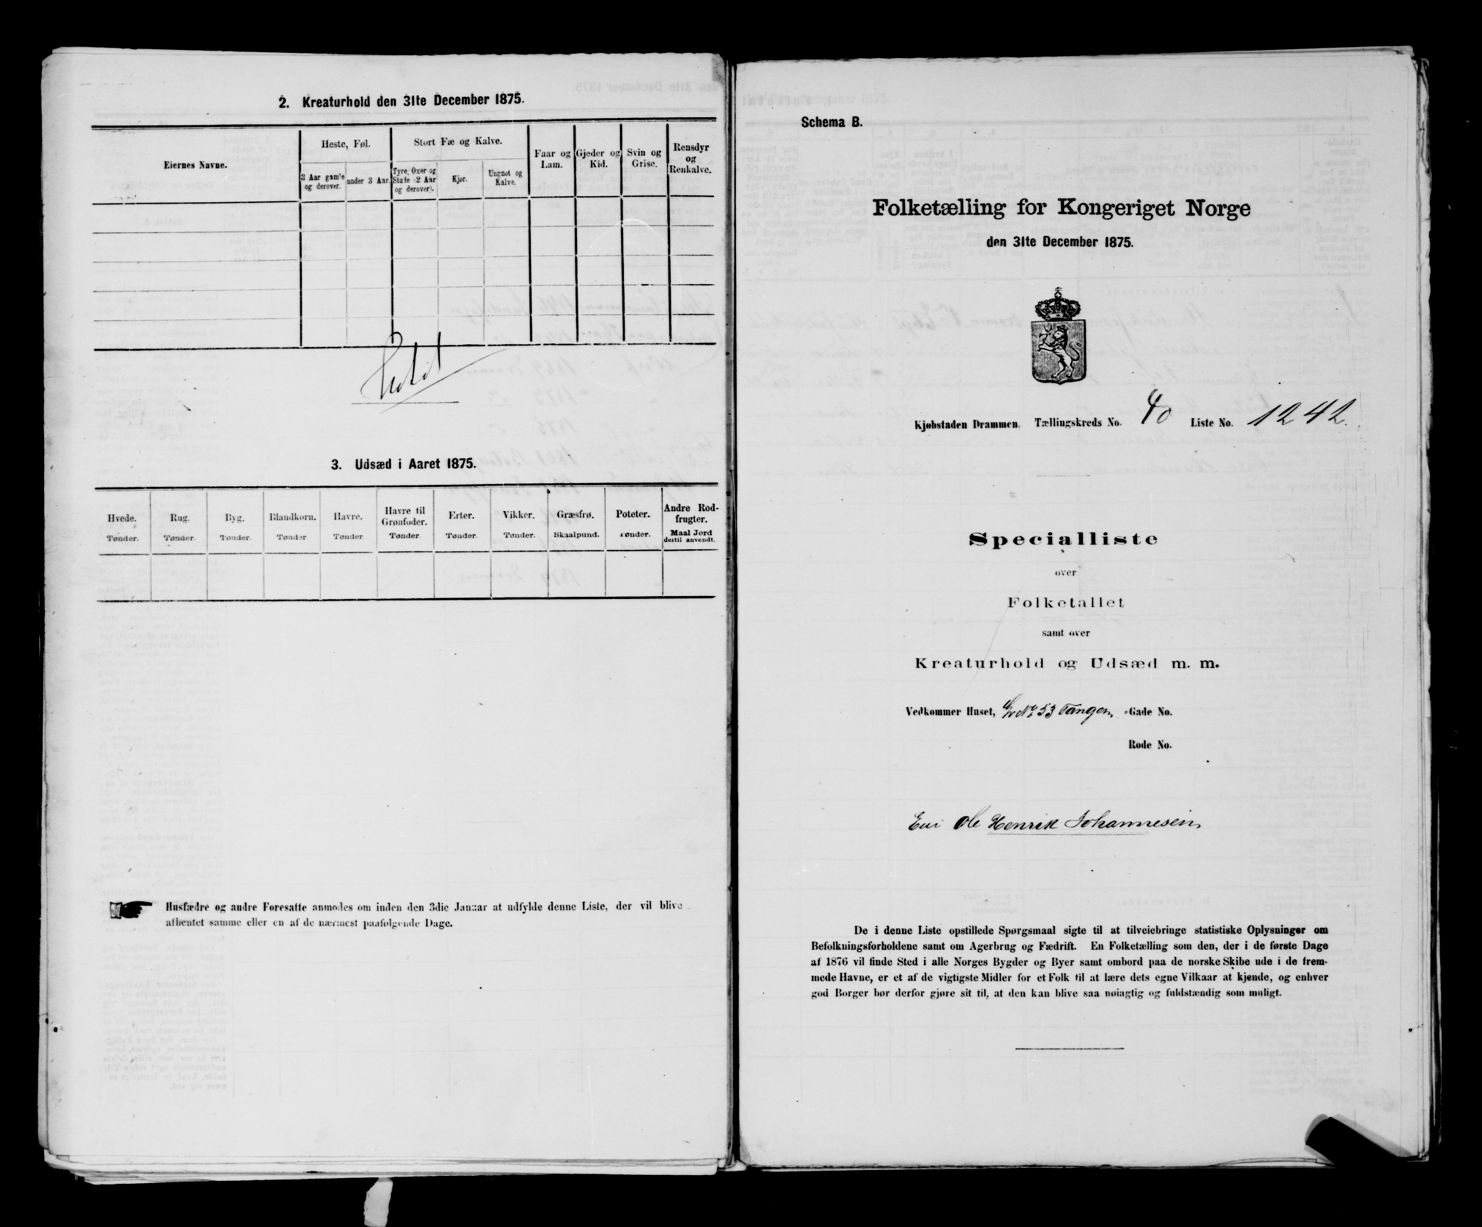 2. Kreaturhold den 31te December 1875.
Eiernes Navne.
Heste, Føl.
Stort Fæ og Kalve.
Faar og Lam.
Gjeder og Kid.
Svin og Grise.
Rensdyr og Renkalve.
3 Aar gam'e og derover.
under 3 Aar.
Tyre, Oxer og Stude (2 Aar og derover).
Kjør.
Ungnøt og Kalve.
3. Udsæd i Aaret 1875.
Hvede. Rug. Byg. Blandkorn. Havre. Havre til Grønfoder. Erter. Vikker. Græsfrø. Poteter. Andre Rodfrugter.
Tønder. Tønder. Tønder. Tønder Tønder Tønder. Tønder. Tønder. Skaalpund. Tønder. Maal Jord dertil anvendt.
Husfædre og andre Foresatte anmodes om inden den 3die Januar at udfylde denne Liste, der vil blive
afhentet samme eller en af de nærmest paafølgende Dage.
Schema B.
Folketælling for Kongeriget Norge
den 31te December 1875.
Kjøbstaden Drammen. Tællingskreds No. 40 Liste No. 1242.
Specialliste
over
Folketallet
samt over
Kreaturhold og Udsæd m. m.
Vedkommer Huset, No 53 Tangen, -Gade No.
Rode No.
Eier Ole Henrik Johannesen,
De i denne Liste opstillede Spørgsmaal sigte til at tilveiebringe statistiske Oplysninger om
Befolkningsforholdene samt om Agerbrug og Fædrift. En Folketælling som den, der i de første Dage
af 1876 vil finde Sted i alle Norges Bygder og Byer samt ombord paa de norske Skibe ude i de frem-
mede Havne, er et af de vigtigste Midler for et Folk til at lære dets egne Vilkaar at kjende, og enhver
god Borger bør derfor gjøre sit til, at den kan blive saa nøiagtig og fuldstændig som muligt.